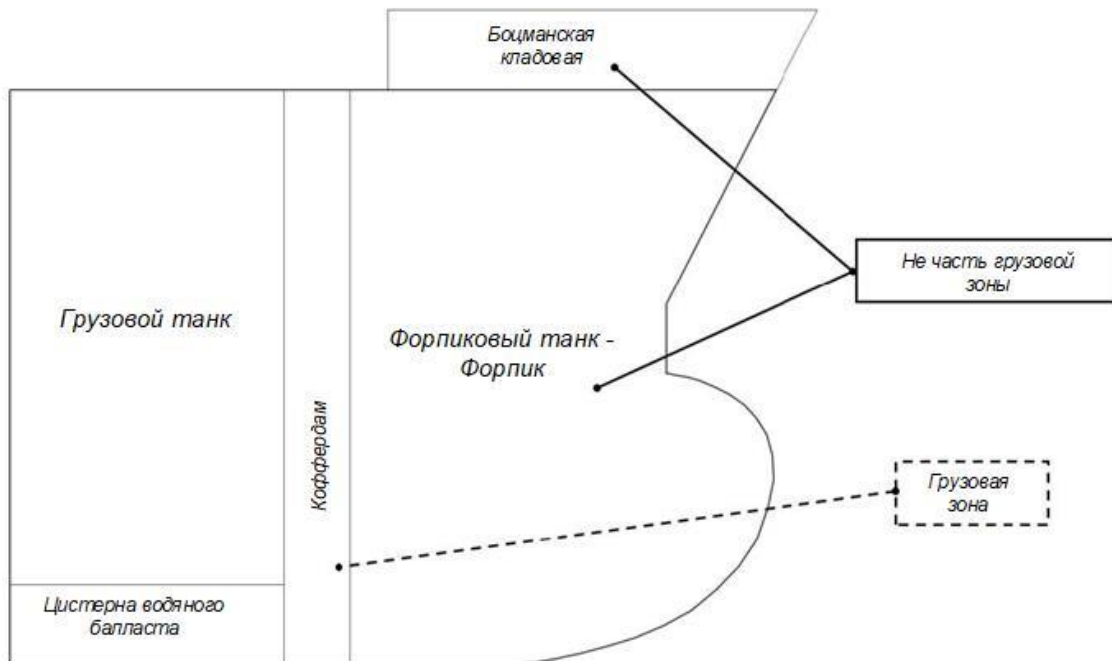 Боцманская
кладовая
Не часть грузовой
зоны
Грузовой танк
Форпиковый танк -
Форпик
Коффердам
Грузовая
зона
Цистерна водяного
балласта